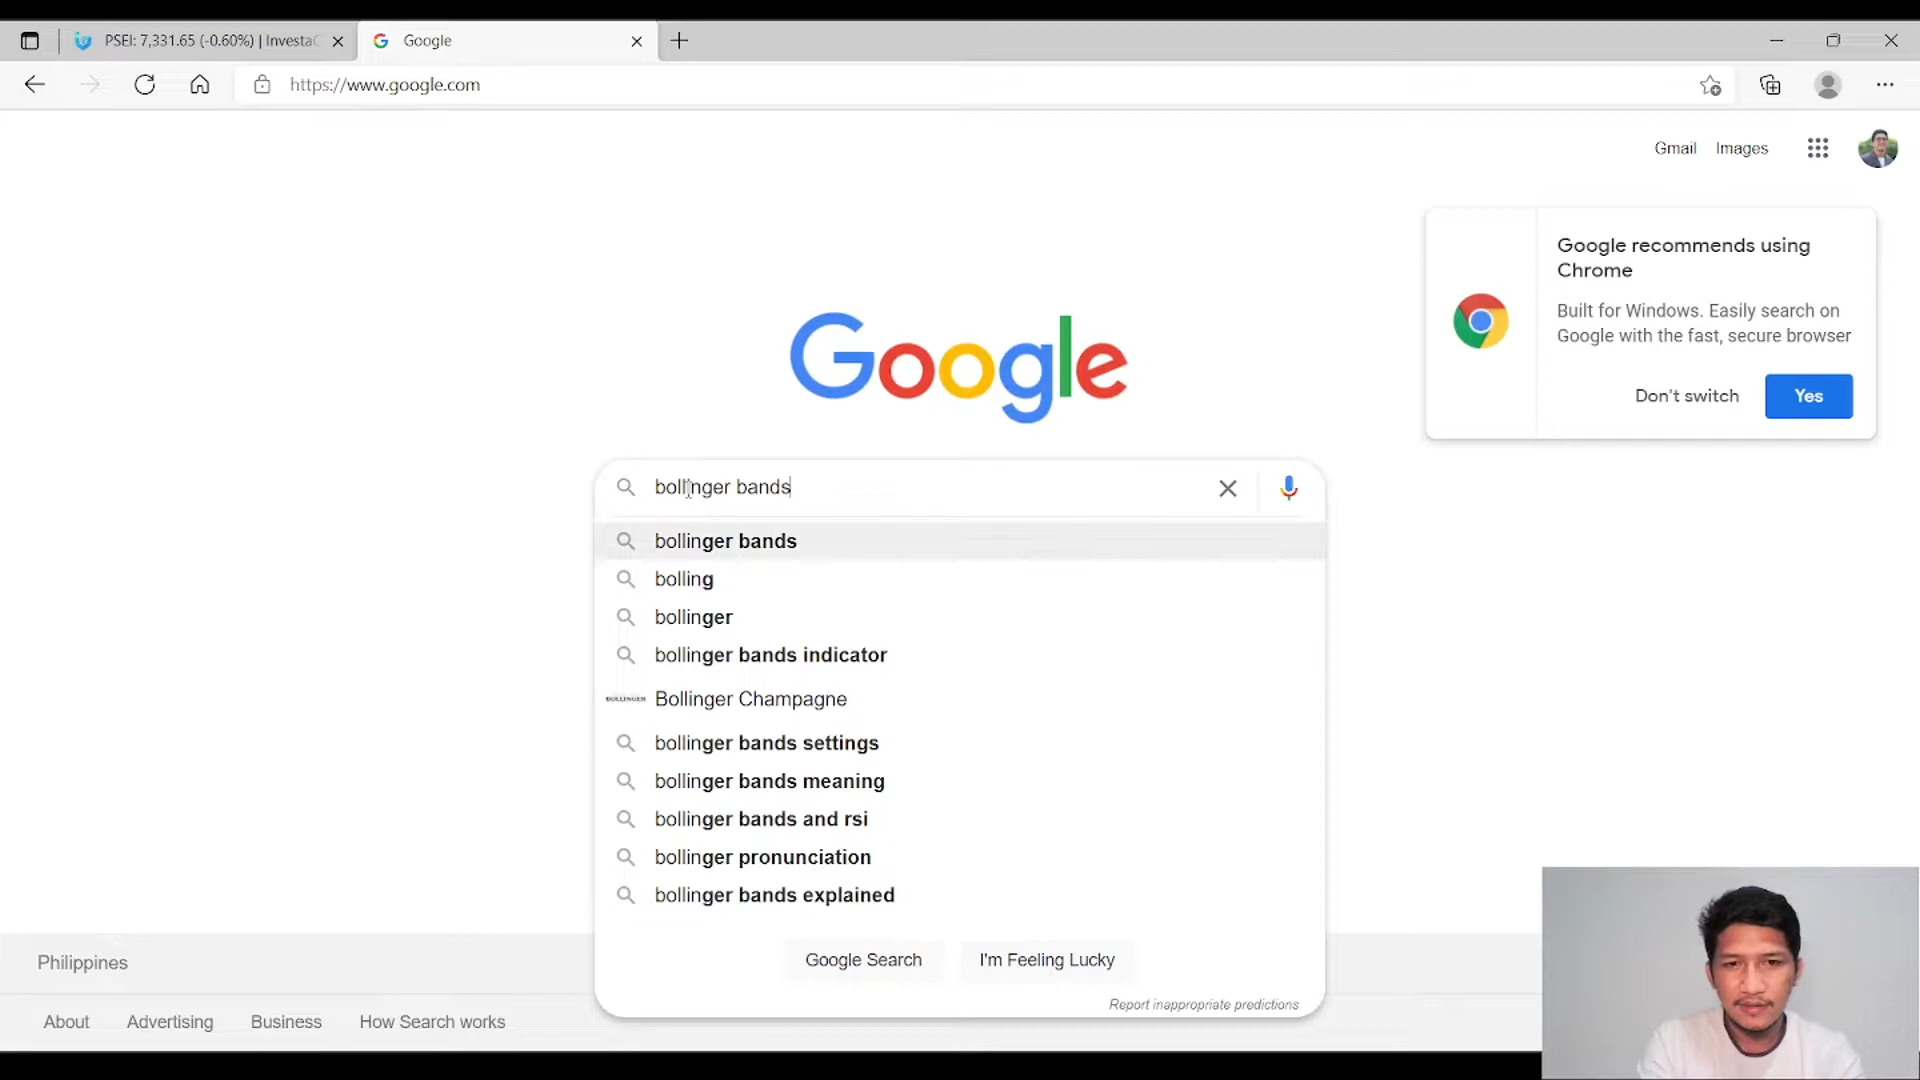 PSEI: 7,331.65 (-0.60%) | Investa
Google
https://www.google.com
Gmail
Images
Google recommends using
Chrome
Built for Windows. Easily search on
Google with the fast, secure browser
Don't switch
Yes
Google
bollinger bands
bollinger bands
bolling
bollinger
bollinger bands indicator
BOLLINGER
Bollinger Champagne
bollinger bands settings
bollinger bands meaning
bollinger bands and rsi
bollinger pronunciation
bollinger bands explained
Google Search
I'm Feeling Lucky
Report inappropriate predictions
Philippines
About
Advertising
Business
How Search works